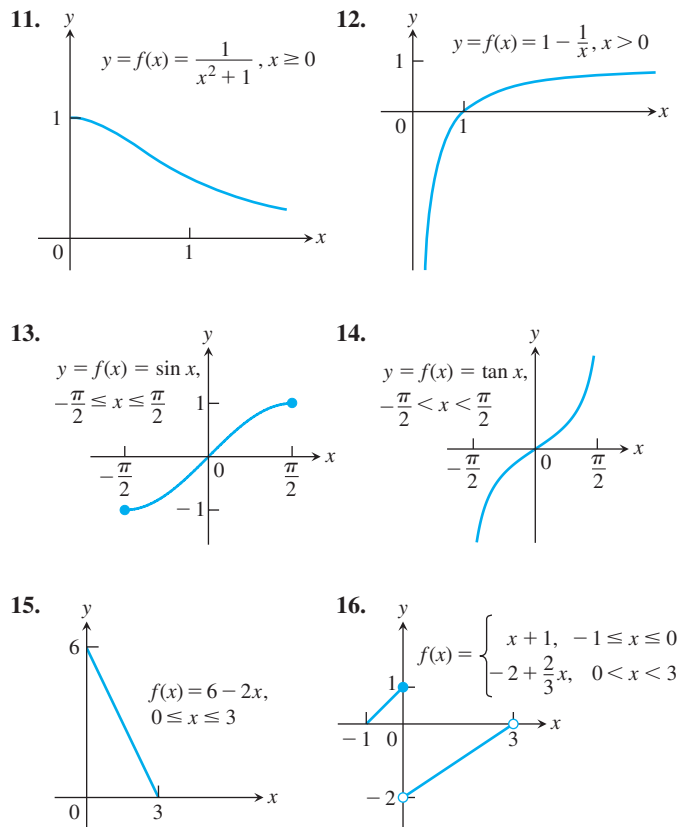 11.
y
y = f(x) = 1/(x² + 1), x ≥ 0
1
0
1
x
12.
y
y = f(x) = 1 − 1/x, x > 0
1
0
1
x
13.
y
y = f(x) = sin x,
−π/2 ≤ x ≤ π/2
1
x
−π/2
0
π/2
−1
14.
y
y = f(x) = tan x,
−π/2 < x < π/2
x
−π/2
0
π/2
15.
y
6
f(x) = 6 − 2x,
0 ≤ x ≤ 3
x
0
3
16.
y
f(x) = { x + 1, −1 ≤ x ≤ 0
−2 + 2/3 x, 0 < x < 3
1
x
−1
0
3
−2